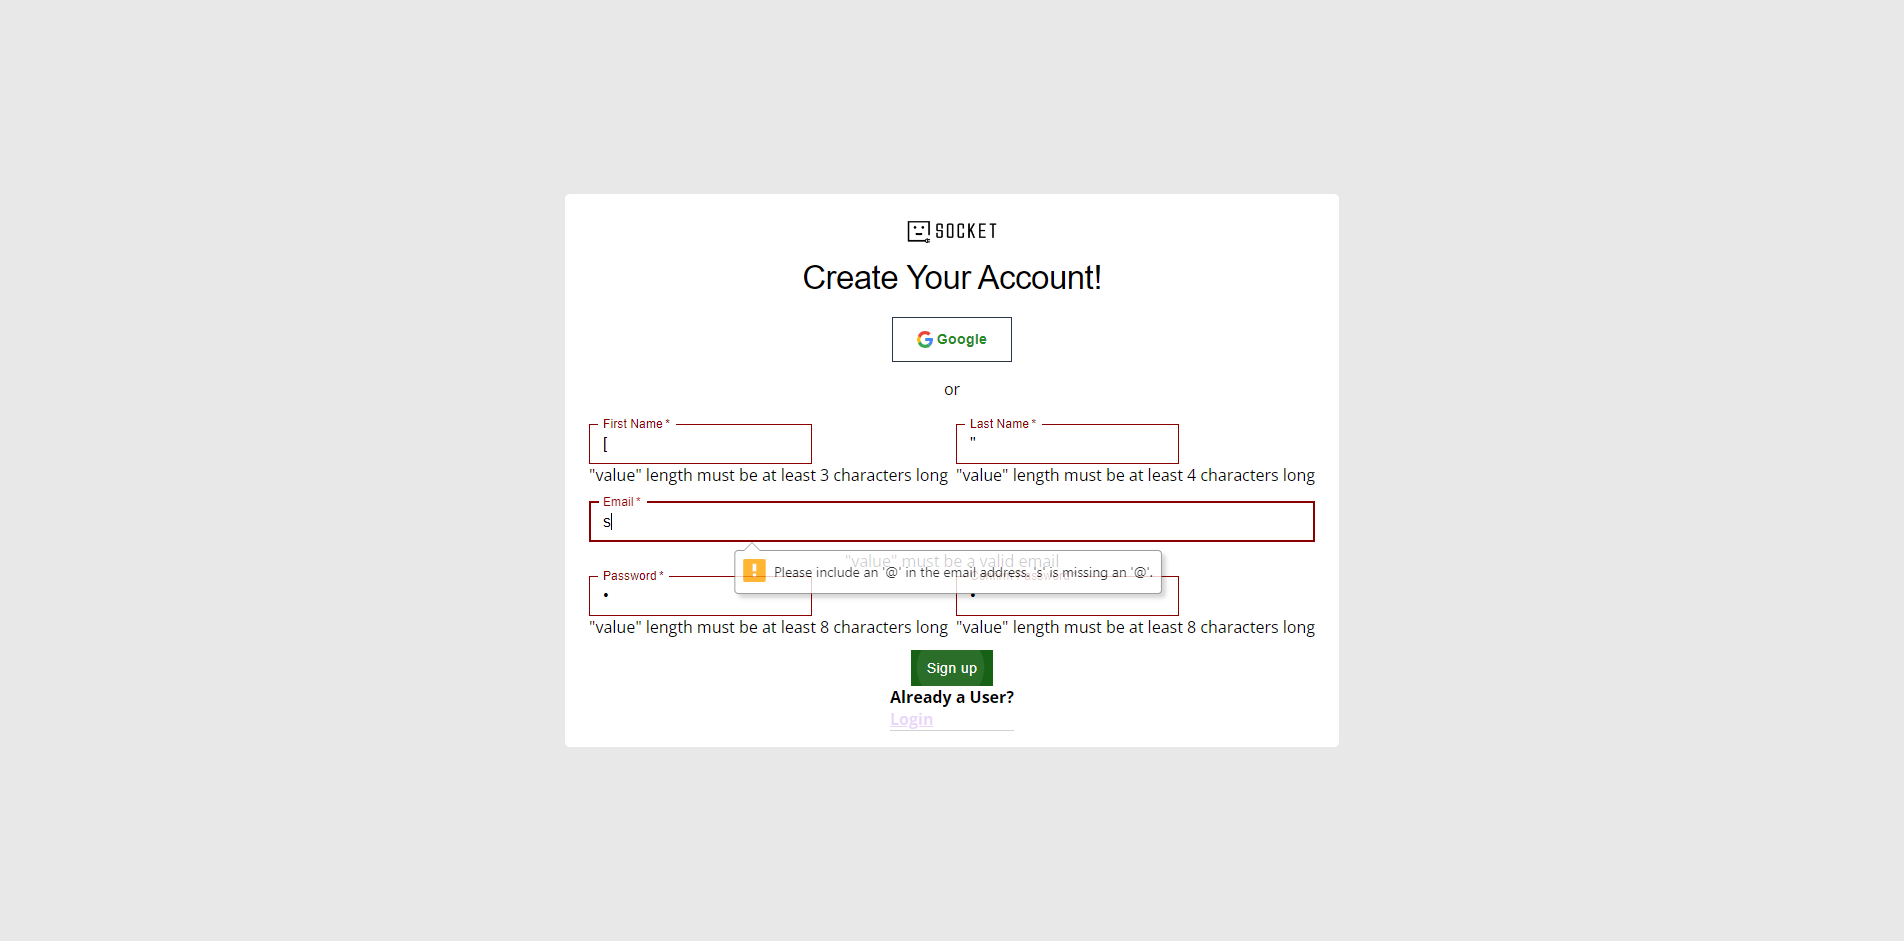 SOCKET
Create Your Account!
Google
or
First Name *
Last Name *
[
"
"value" length must be at least 3 characters long
"value" length must be at least 4 characters long
Email *
s
"value" must be a valid email
Please include an '@' in the email address. 's' is missing an '@'.
Password *
Confirm Password *
•
•
"value" length must be at least 8 characters long
"value" length must be at least 8 characters long
Sign up
Already a User?
Login